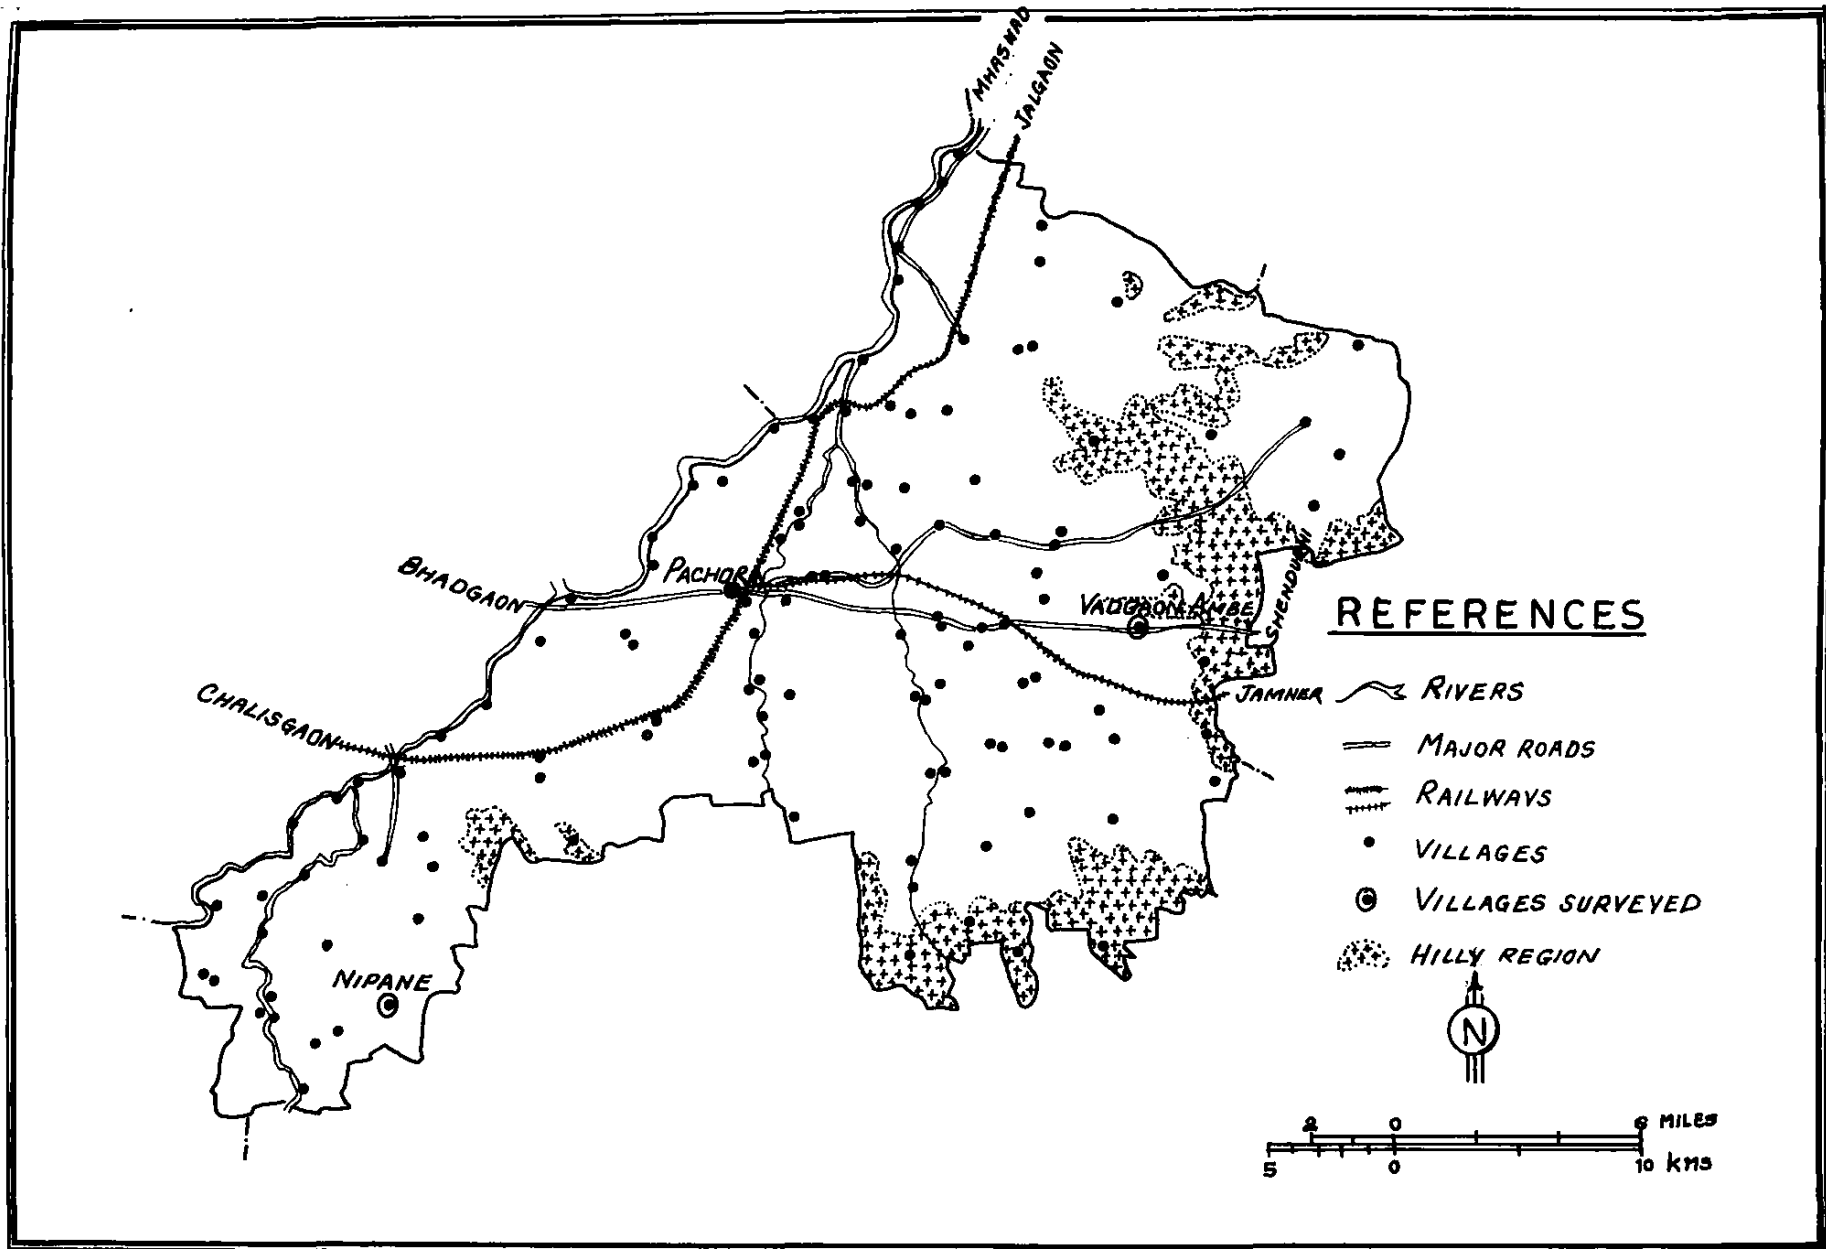 MHASWAD
JALGAON
BHADGAON
PACHORA
VADGAON-AMBE
SHENDURNI
REFERENCES
CHALISGAON
JAMNER
RIVERS
MAJOR ROADS
RAILWAYS
VILLAGES
VILLAGES SURVEYED
HILLY REGION
NIPANE
N
2 0 6 MILES
5 0 10 KMS